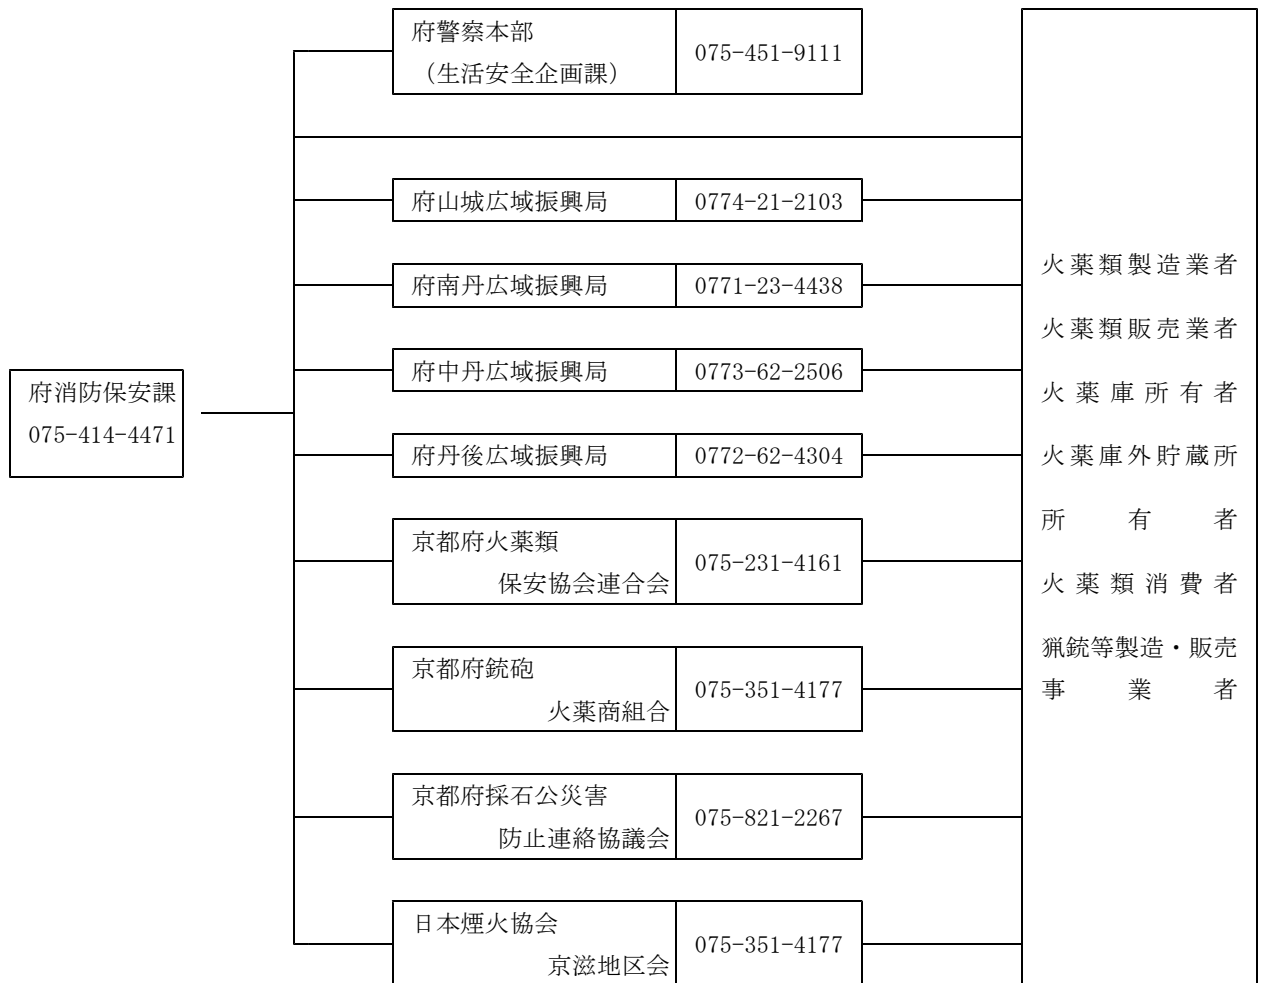 府警察本部
（生活安全企画課）
075-451-9111
府山城広域振興局
0774-21-2103
府南丹広域振興局
0771-23-4438
府中丹広域振興局
0773-62-2506
府消防保安課
075-414-4471
府丹後広域振興局
0772-62-4304
京都府火薬類
保安協会連合会
075-231-4161
京都府銃砲
火薬商組合
075-351-4177
京都府採石公災害
防止連絡協議会
075-821-2267
日本煙火協会
京滋地区会
075-351-4177
火薬類製造業者
火薬類販売業者
火薬庫所有者
火薬庫外貯蔵所
所有者
火薬類消費者
猟銃等製造・販売
事業者